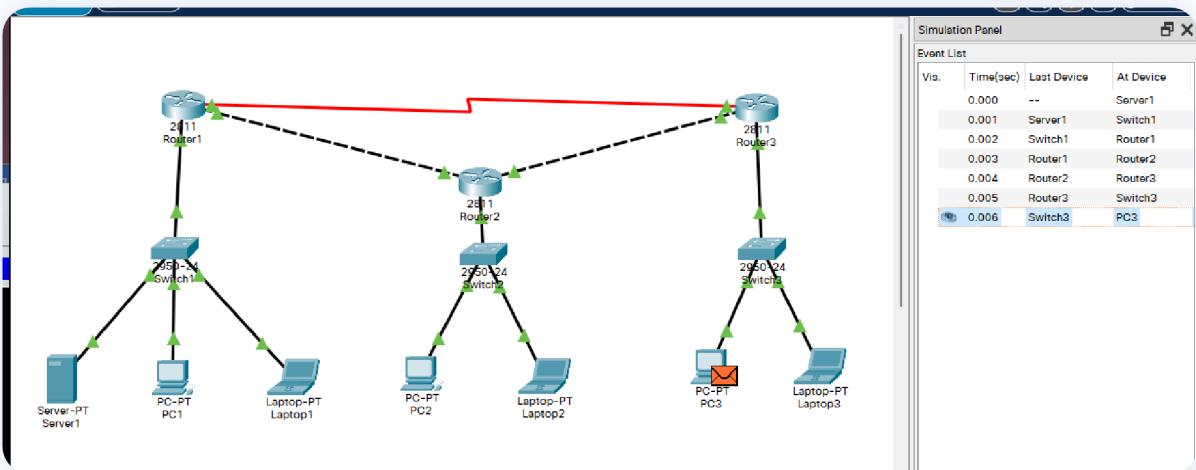 Simulation Panel
Event List
Vis. Time(sec) Last Device At Device
0.000 -- Server1
0.001 Server1 Switch1
0.002 Switch1 Router1
0.003 Router1 Router2
0.004 Router2 Router3
0.005 Router3 Switch3
0.006 Switch3 PC3
2811
Router1
2811
Router3
2811
Router2
2950-24
Switch1
2950-24
Switch2
2950-24
Switch3
Server-PT
Server1
PC-PT
PC1
Laptop-PT
Laptop1
PC-PT
PC2
Laptop-PT
Laptop2
PC-PT
PC3
Laptop-PT
Laptop3